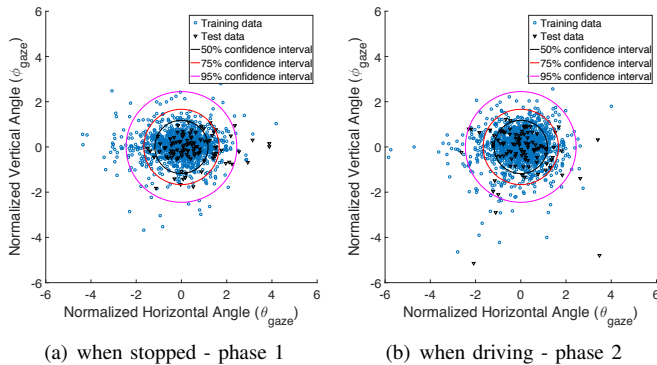 Training data
Test data
50% confidence interval
75% confidence interval
95% confidence interval
Normalized Vertical Angle (ϕgaze)
6
4
2
0
-2
-4
-6
-6 -4 -2 0 2 4 6
Normalized Horizontal Angle (θgaze)
(a) when stopped - phase 1
Training data
Test data
50% confidence interval
75% confidence interval
95% confidence interval
Normalized Vertical Angle (ϕgaze)
6
4
2
0
-2
-4
-6
-6 -4 -2 0 2 4 6
Normalized Horizontal Angle (θgaze)
(b) when driving - phase 2